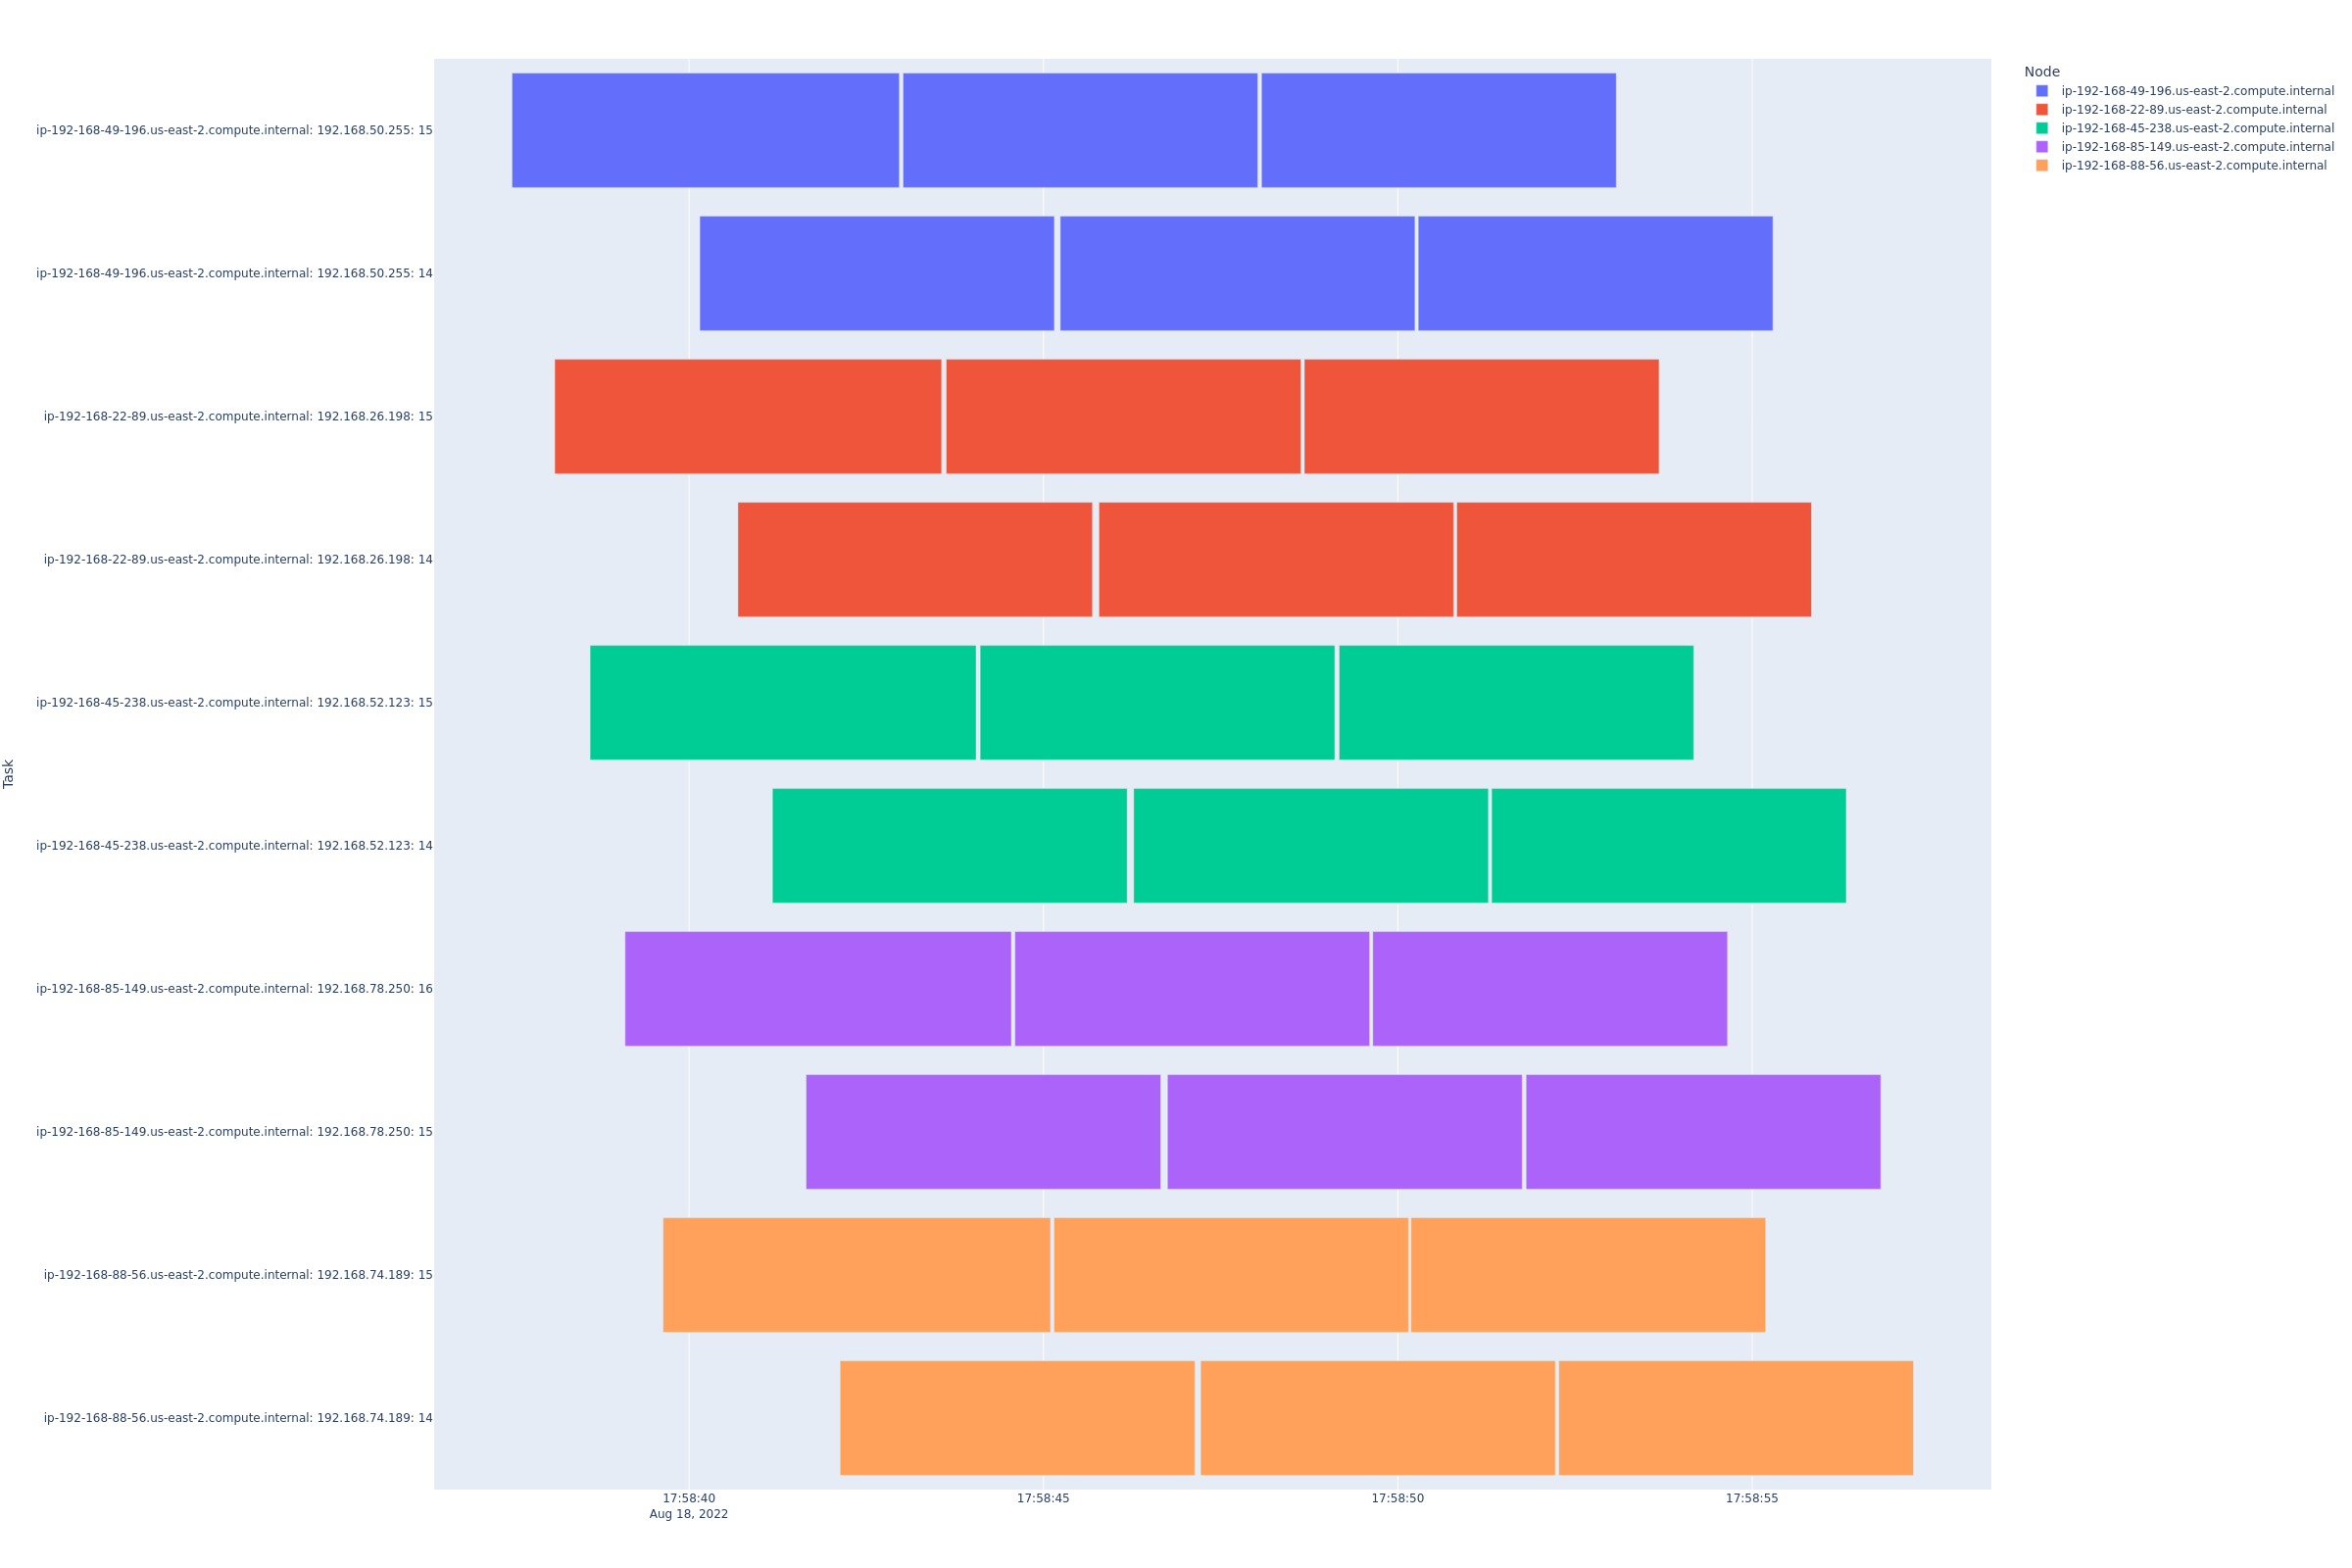 Node
ip-192-168-49-196.us-east-2.compute.internal
ip-192-168-22-89.us-east-2.compute.internal
ip-192-168-45-238.us-east-2.compute.internal
ip-192-168-85-149.us-east-2.compute.internal
ip-192-168-88-56.us-east-2.compute.internal
ip-192-168-49-196.us-east-2.compute.internal: 192.168.50.255: 15
ip-192-168-49-196.us-east-2.compute.internal: 192.168.50.255: 14
ip-192-168-22-89.us-east-2.compute.internal: 192.168.26.198: 15
ip-192-168-22-89.us-east-2.compute.internal: 192.168.26.198: 14
ip-192-168-45-238.us-east-2.compute.internal: 192.168.52.123: 15
Task
ip-192-168-45-238.us-east-2.compute.internal: 192.168.52.123: 14
ip-192-168-85-149.us-east-2.compute.internal: 192.168.78.250: 16
ip-192-168-85-149.us-east-2.compute.internal: 192.168.78.250: 15
ip-192-168-88-56.us-east-2.compute.internal: 192.168.74.189: 15
ip-192-168-88-56.us-east-2.compute.internal: 192.168.74.189: 14
17:58:40 17:58:45 17:58:50 17:58:55
Aug 18, 2022